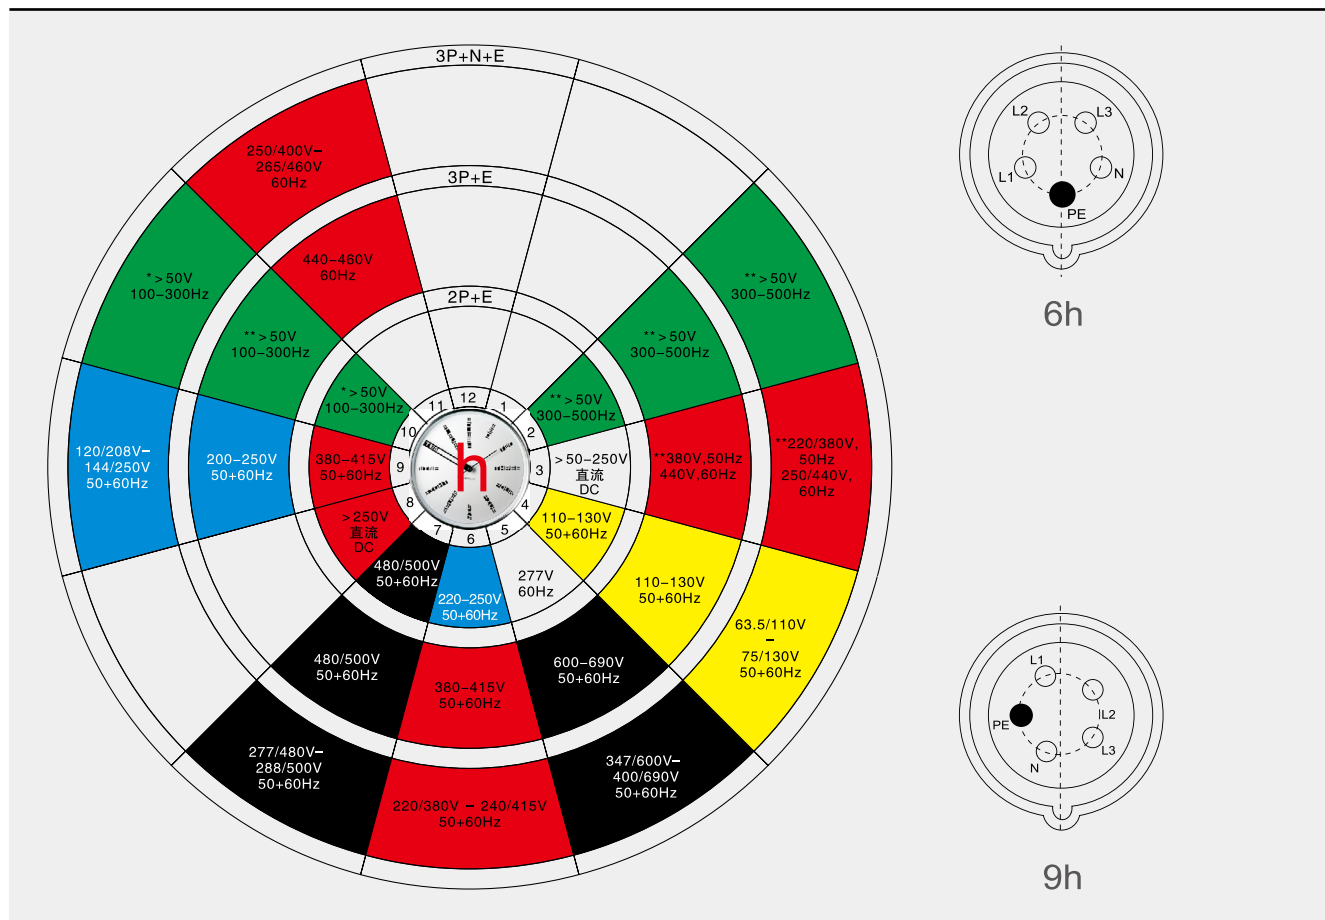 3P+N+E
250/400V–
265/460V
60Hz
3P+E
440–460V
60Hz
2P+E
*>50V
100–300Hz
**>50V
100–300Hz
*>50V
100–300Hz
**>50V
300–500Hz
**>50V
300–500Hz
**>50V
300–500Hz
12
1
2
3
4
5
6
7
8
9
10
11
h
120/208V–
144/250V
50+60Hz
200–250V
50+60Hz
380–415V
50+60Hz
>50–250V
直流
DC
**380V,50Hz
440V,60Hz
**220/380V,
50Hz
250/440V,
60Hz
>250V
直流
DC
110–130V
50+60Hz
480/500V
50+60Hz
220–250V
50+60Hz
277V
60Hz
110–130V
50+60Hz
63.5/110V
–
75/130V
50+60Hz
480/500V
50+60Hz
380–415V
50+60Hz
600–690V
50+60Hz
277/480V–
288/500V
50+60Hz
220/380V – 240/415V
50+60Hz
347/600V–
400/690V
50+60Hz
L2
L3
L1
N
PE
6h
L1
PE
L2
L3
N
9h